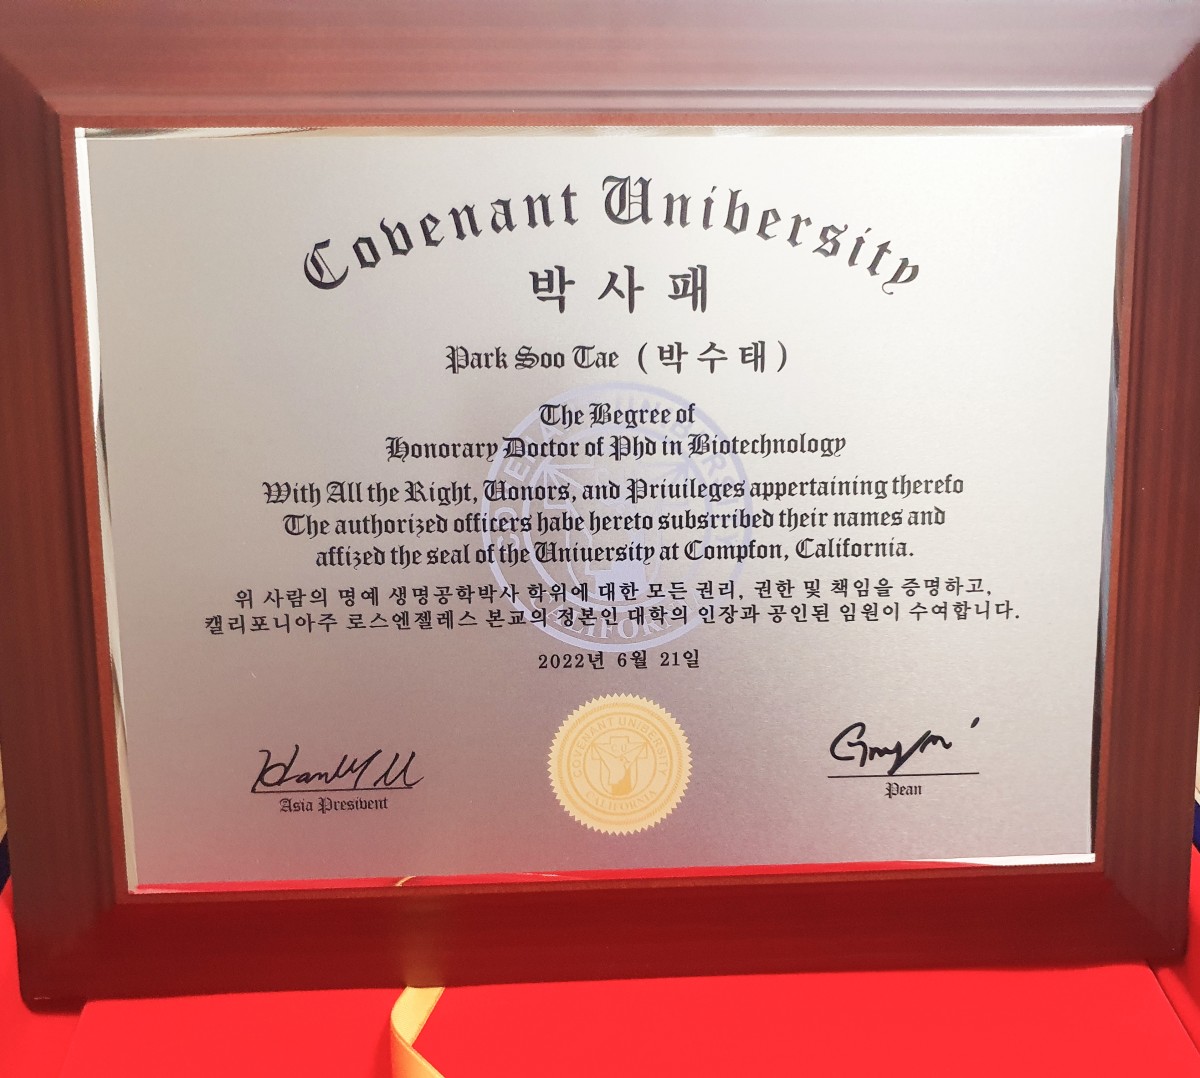 Covenant Unibersity
박사패
Park Soo Tae (박수태)
The Begree of
Honorary Doctor of Phd in Biotechnology
With All the Right, Honors, and Priuileges appertaining therefo
The authorized officers habe hereto subsrribed their names and
affized the seal of the Uniuersity at Compfon, California.
위 사람의 명예 생명공학박사 학위에 대한 모든 권리, 권한 및 책임을 증명하고,
캘리포니아주 로스엔젤레스 본교의 정본인 대학의 인장과 공인된 임원이 수여합니다.
2022년 6월 21일
COVENANT UNIBERSITY
CALIFORNIA
Asia President
Pean